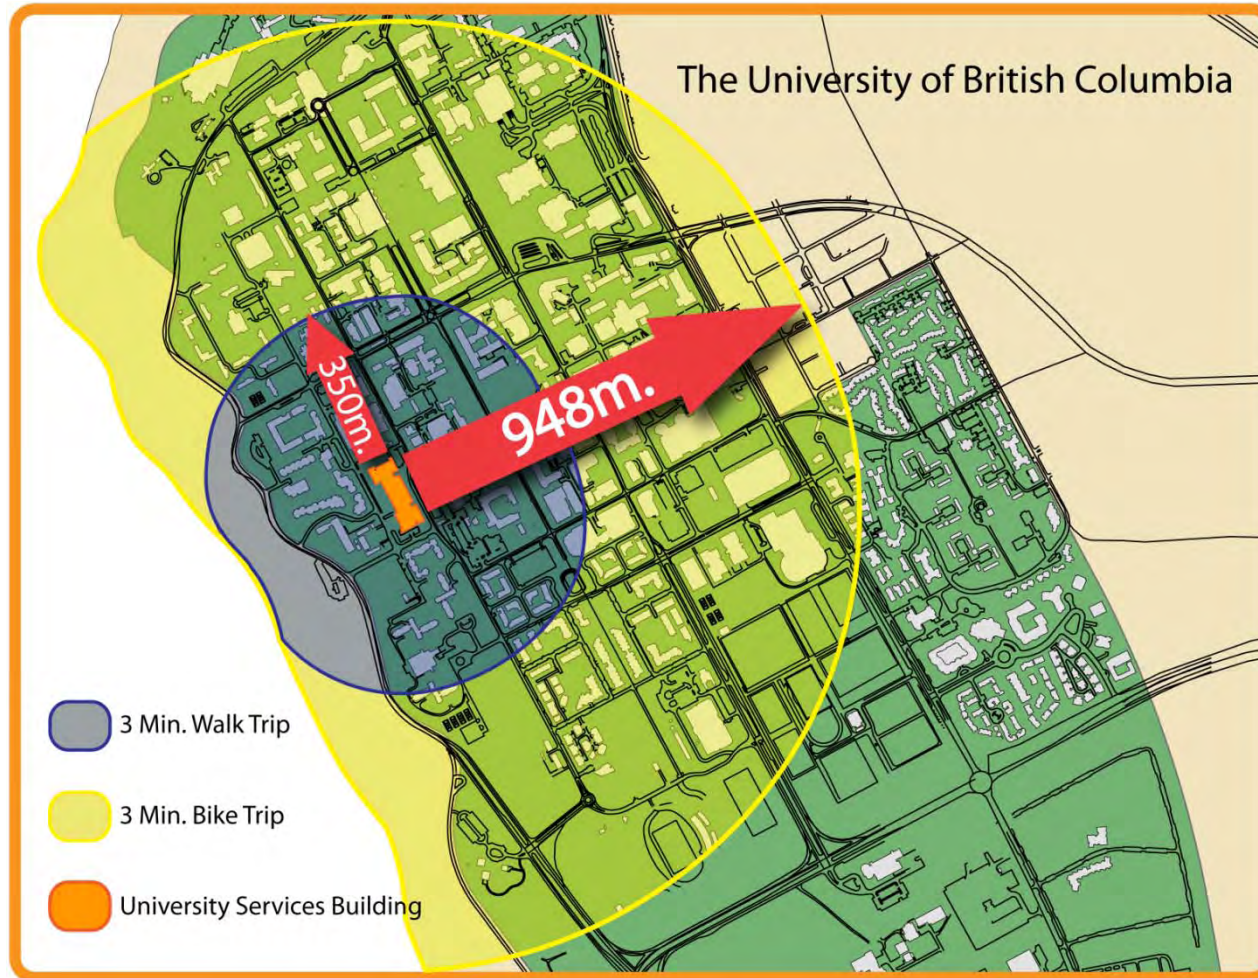 The University of British Columbia
350m.
948m.
3 Min. Walk Trip
3 Min. Bike Trip
University Services Building